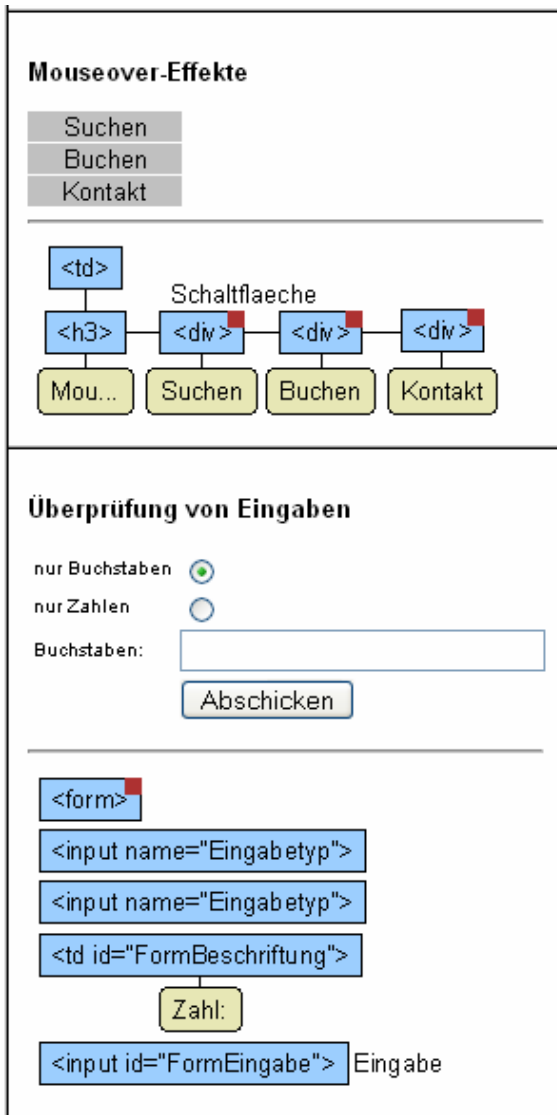 Mouseover-Effekte
Suchen
Buchen
Kontakt
<td>
Schaltflaeche
<h3> <div> <div> <div>
Mou... Suchen Buchen Kontakt
Überprüfung von Eingaben
nur Buchstaben
nur Zahlen
Buchstaben:
Abschicken
<form>
<input name="Eingabetyp">
<input name="Eingabetyp">
<td id="FormBeschriftung">
Zahl:
<input id="FormEingabe"> Eingabe